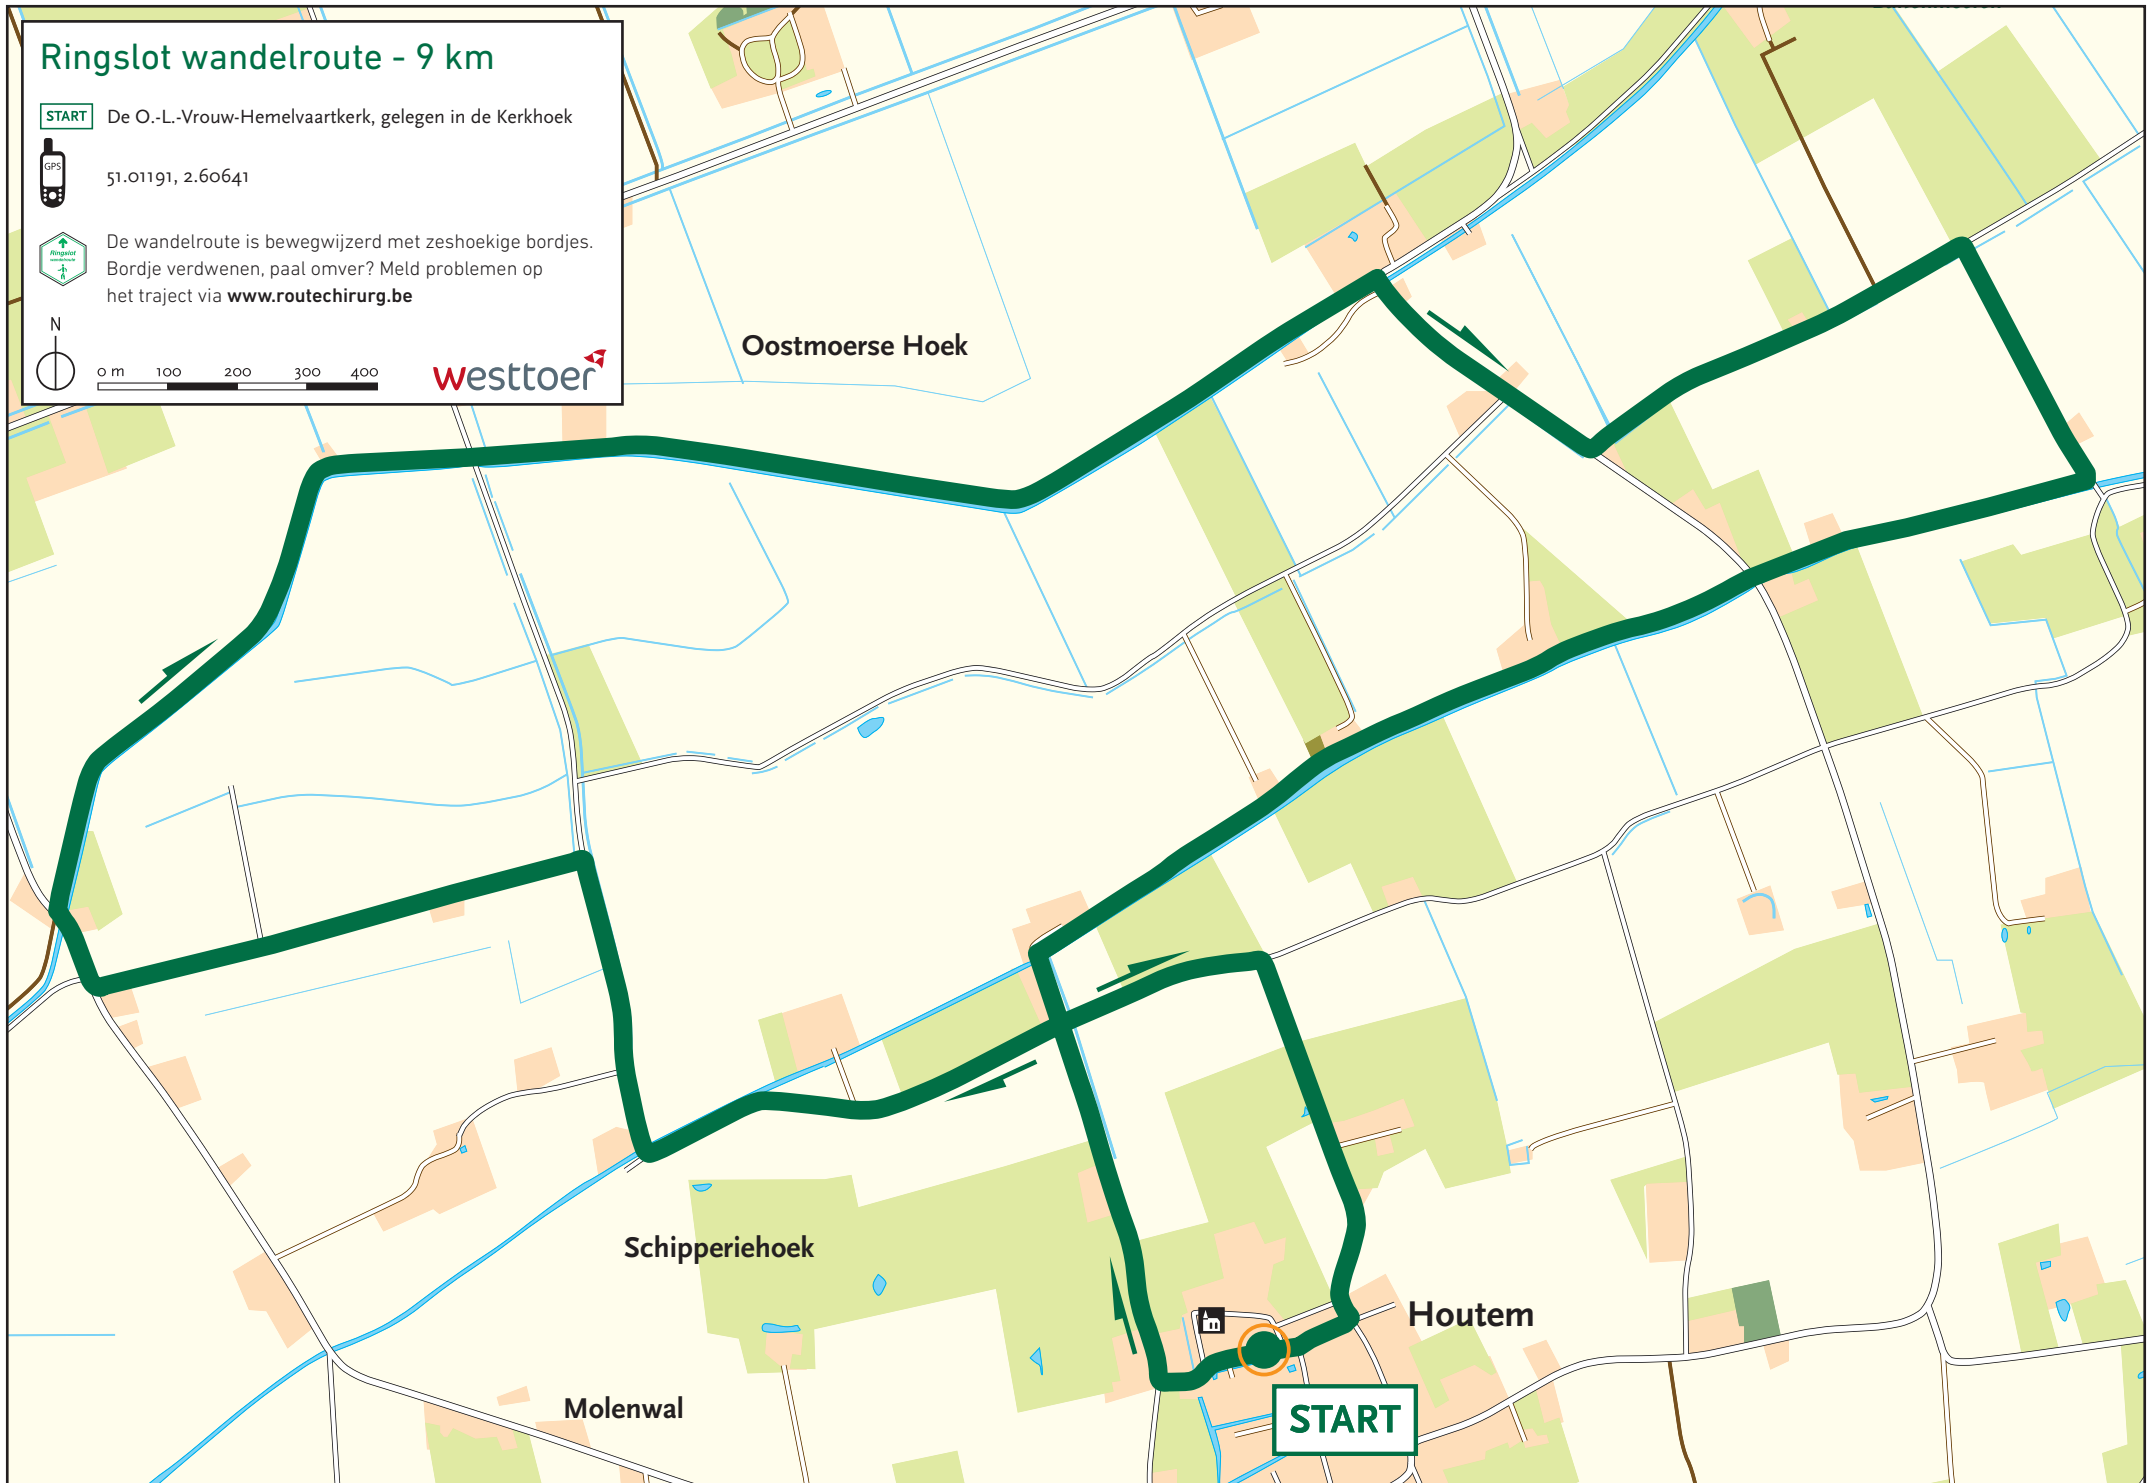 Ringslot wandelroute - 9 km
START De O.-L.-Vrouw-Hemelvaartkerk, gelegen in de Kerkhoek
GPS
51.01191, 2.60641
De wandelroute is bewegwijzerd met zeshoekige bordjes.
Bordje verdwenen, paal omver? Meld problemen op
het traject via www.routechirurg.be
Ringslot
wandelroute
N
0 m 100 200 300 400
westtoer
Oostmoerse Hoek
Schipperiehoek
Houtem
Molenwal
START